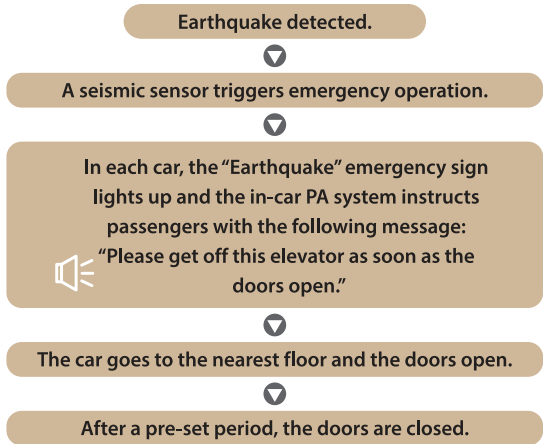 Earthquake detected.
A seismic sensor triggers emergency operation.
In each car, the “Earthquake” emergency sign
lights up and the in-car PA system instructs
passengers with the following message:
“Please get off this elevator as soon as the
doors open.”
The car goes to the nearest floor and the doors open.
After a pre-set period, the doors are closed.